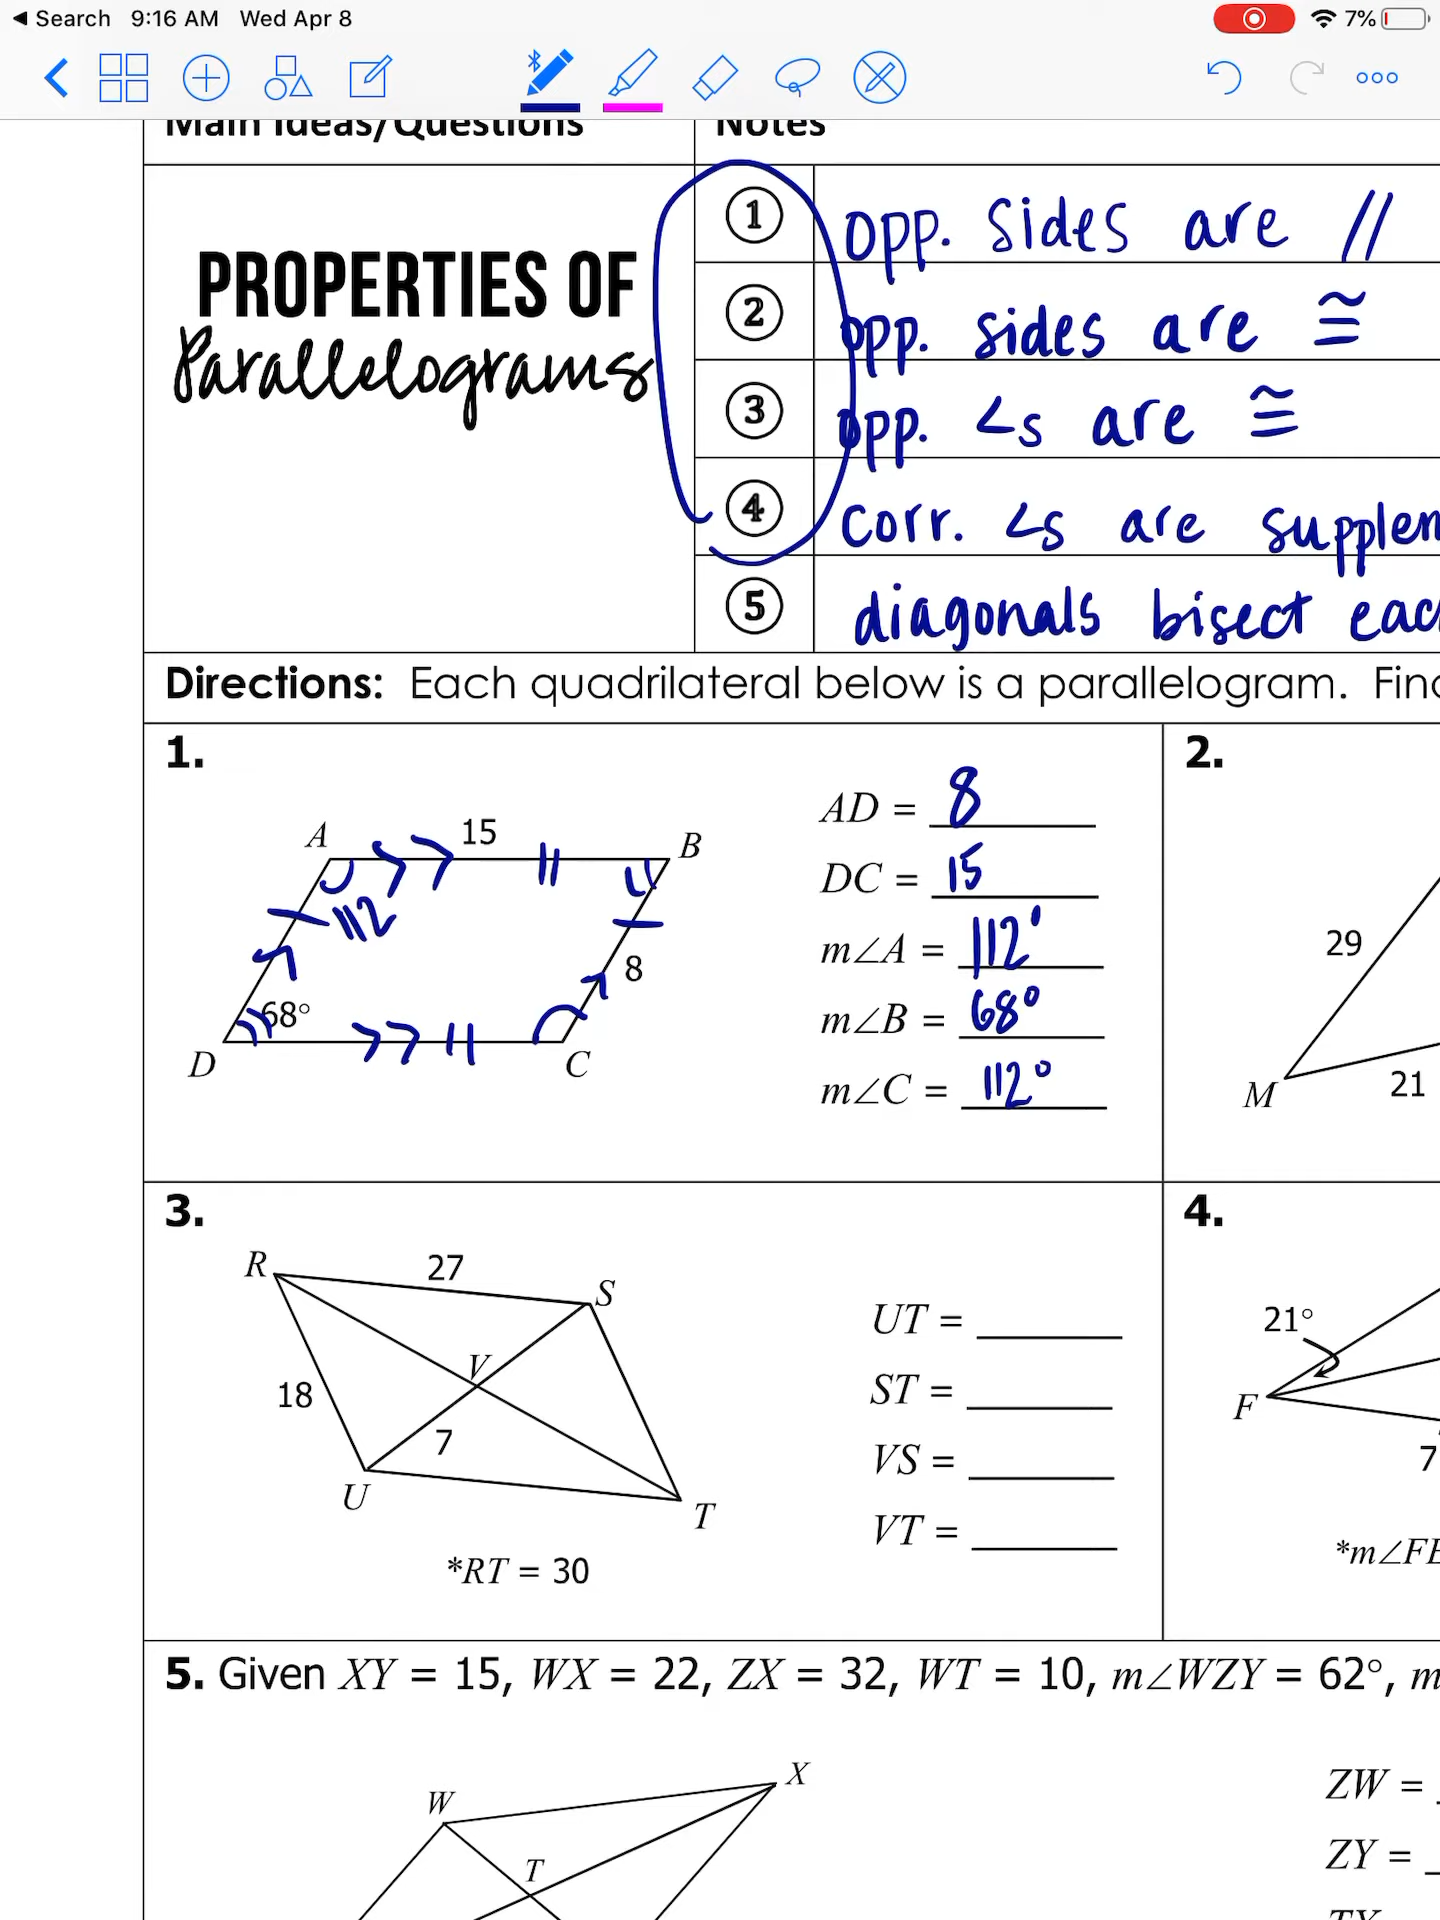 Search 9:16 AM Wed Apr 8 7%
Main Ideas/Questions Notes
PROPERTIES OF
Parallelograms
1 opp. sides are //
2 opp. sides are ≅
3 opp. ∠s are ≅
4 corr. ∠s are supplem
5 diagonals bisect eac
Directions: Each quadrilateral below is a parallelogram. Find
1.
A 15 B
112
8
68°
D C
AD = 8
DC = 15
m∠A = 112°
m∠B = 68°
m∠C = 112°
2.
29
M 21
3.
R 27 S
V
18
7
U T
*RT = 30
UT =
ST =
VS =
VT =
4.
21°
F
7
*m∠FE
5. Given XY = 15, WX = 22, ZX = 32, WT = 10, m∠WZY = 62°, m
W X
T
ZW =
ZY =
TX